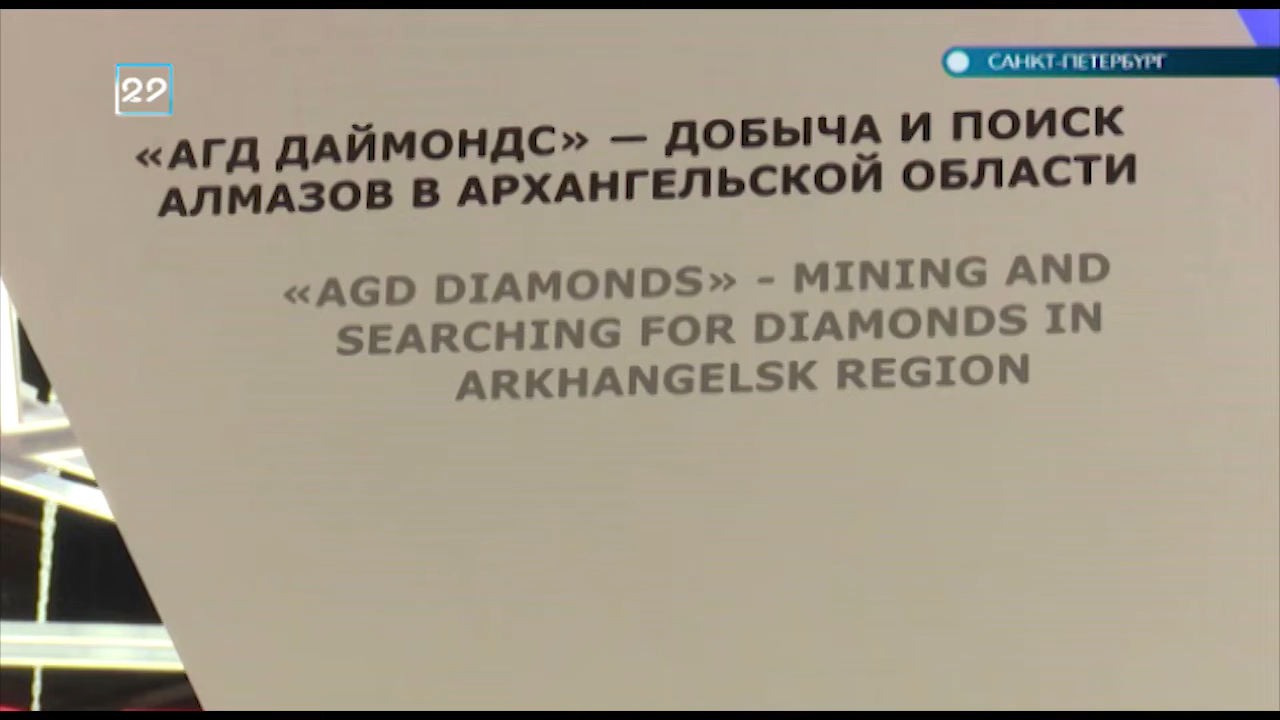 29
САНКТ-ПЕТЕРБУРГ
«АГД ДАЙМОНДС» — ДОБЫЧА И ПОИСК
АЛМАЗОВ В АРХАНГЕЛЬСКОЙ ОБЛАСТИ
«AGD DIAMONDS» - MINING AND
SEARCHING FOR DIAMONDS IN
ARKHANGELSK REGION